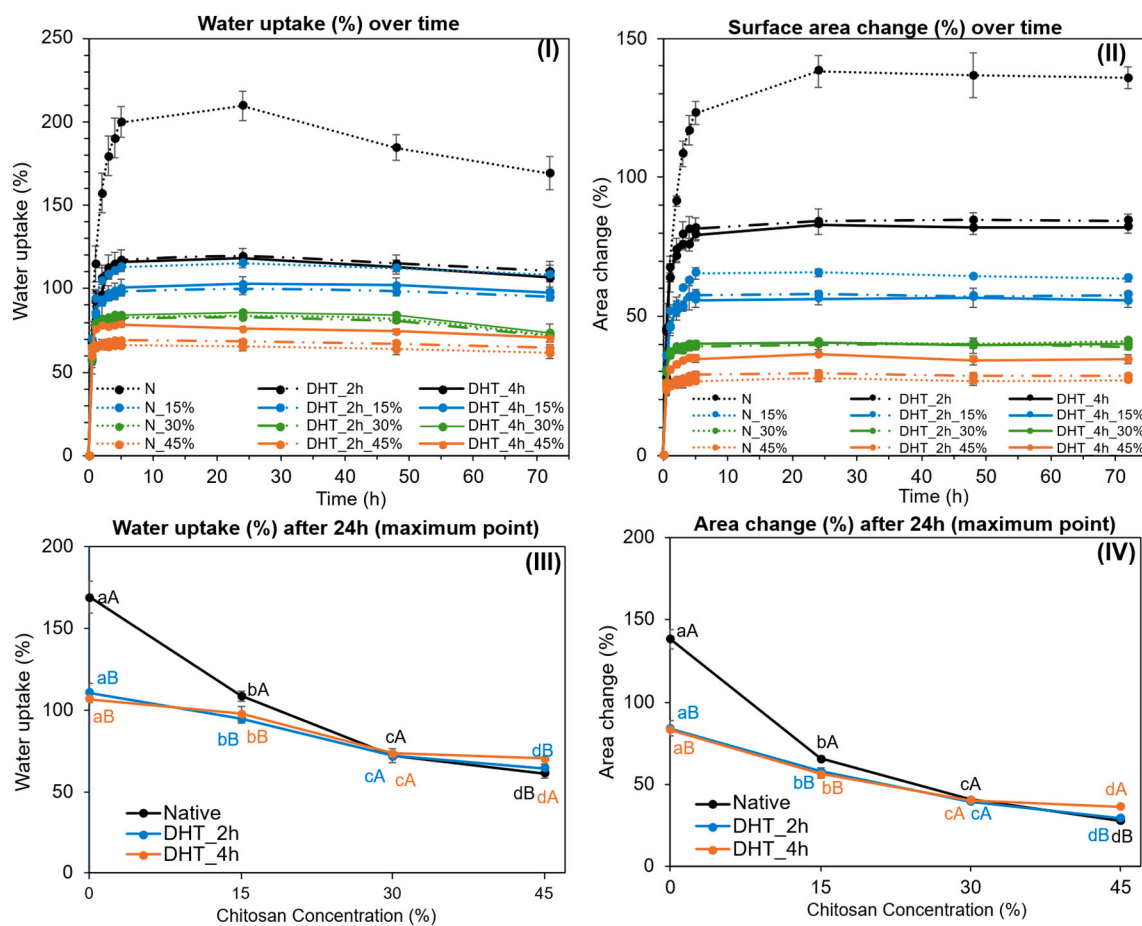 Water uptake (%) over time
(I)
Water uptake (%)
250
200
150
100
50
0
0 10 20 30 40 50 60 70
Time (h)
N DHT_2h DHT_4h
N_15% DHT_2h_15% DHT_4h_15%
N_30% DHT_2h_30% DHT_4h_30%
N_45% DHT_2h_45% DHT_4h_45%
Surface area change (%) over time
(II)
Area change (%)
150
100
50
0
0 10 20 30 40 50 60 70
Time (h)
N DHT_2h DHT_4h
N_15% DHT_2h_15% DHT_4h_15%
N_30% DHT_2h_30% DHT_4h_30%
N_45% DHT_2h_45% DHT_4h_45%
Water uptake (%) after 24h (maximum point)
(III)
Water uptake (%)
200
150
100
50
0
aA
aB
aB
bA
bB bB
cA
cA cA
dB
dB dA
Native
DHT_2h
DHT_4h
0 15 30 45
Chitosan Concentration (%)
Area change (%) after 24h (maximum point)
(IV)
Area change (%)
200
150
100
50
0
aA
aB
aB
bA
bB bB
cA
cA cA
dA
dB dB
Native
DHT_2h
DHT_4h
0 15 30 45
Chitosan Concentration (%)